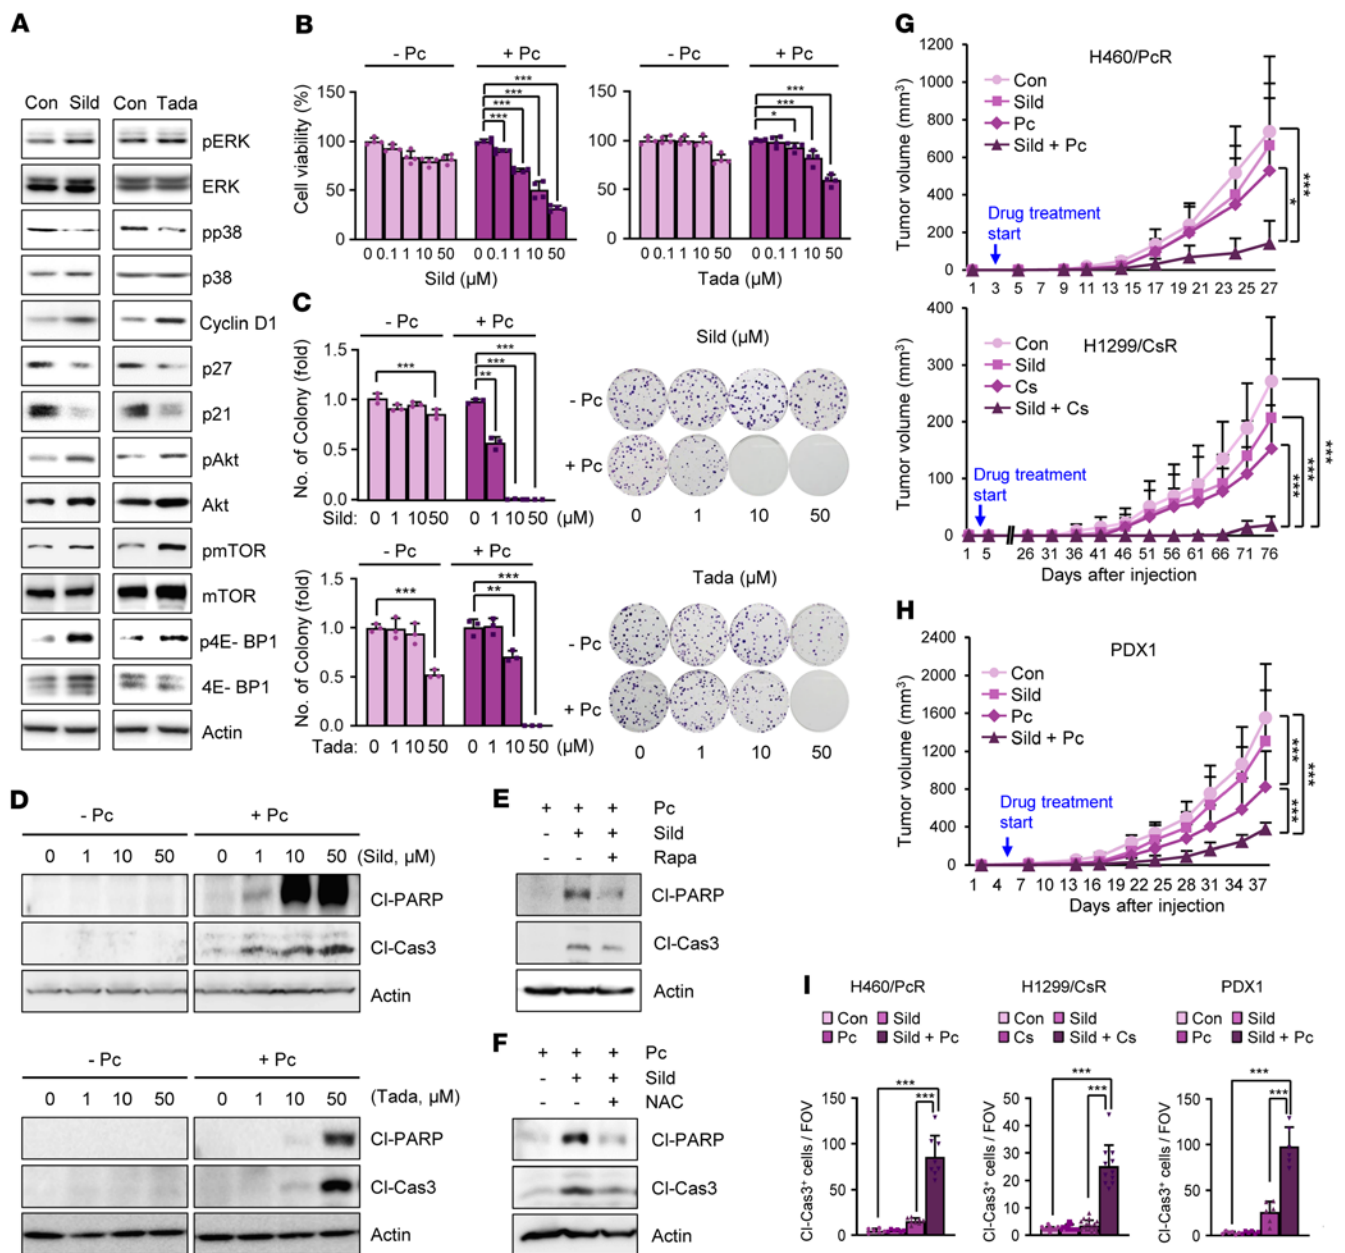 A
Con Sild Con Tada
pERK
ERK
pp38
p38
Cyclin D1
p27
p21
pAkt
Akt
pmTOR
mTOR
p4E- BP1
4E- BP1
Actin
B
- Pc + Pc
*** *** *** ***
Cell viability (%)
150
100
50
0
0 0.1 1 10 50 0 0.1 1 10 50
Sild (µM)
- Pc + Pc
*** *** *
150
100
50
0
0 0.1 1 10 50 0 0.1 1 10 50
Tada (µM)
C
- Pc + Pc
*** *** *** **
No. of Colony (fold)
1.5
1.0
0.5
0.0
Sild: 0 1 10 50 0 1 10 50 (µM)
Sild (µM)
- Pc
+ Pc
0 1 10 50
- Pc + Pc
*** *** **
No. of Colony (fold)
1.5
1.0
0.5
0.0
Tada: 0 1 10 50 0 1 10 50 (µM)
Tada (µM)
- Pc
+ Pc
0 1 10 50
D
- Pc + Pc
0 1 10 50 0 1 10 50 (Sild, µM)
Cl-PARP
Cl-Cas3
Actin
- Pc + Pc
0 1 10 50 0 1 10 50 (Tada, µM)
Cl-PARP
Cl-Cas3
Actin
E
+ + + Pc
- + + Sild
- - + Rapa
Cl-PARP
Cl-Cas3
Actin
F
+ + + Pc
- + + Sild
- - + NAC
Cl-PARP
Cl-Cas3
Actin
G
H460/PcR
Con
Sild
Pc
Sild + Pc
Drug treatment
start
Tumor volume (mm³)
1200
1000
800
600
400
200
0
*** *
1 3 5 7 9 11 13 15 17 19 21 23 25 27
H1299/CsR
Con
Sild
Cs
Sild + Cs
Drug treatment
start
Tumor volume (mm³)
400
300
200
100
0
*** *** ***
1 5 26 31 36 41 46 51 56 61 66 71 76
Days after injection
H
PDX1
Con
Sild
Pc
Sild + Pc
Drug treatment
start
Tumor volume (mm³)
2400
2000
1600
1200
800
400
0
*** *** ***
1 4 7 10 13 16 19 22 25 28 31 34 37
Days after injection
I
H460/PcR
Con Sild
Pc Sild + Pc
*** ***
Cl-Cas3⁺ cells / FOV
150
100
50
0
H1299/CsR
Con Sild
Cs Sild + Cs
*** ***
Cl-Cas3⁺ cells / FOV
50
40
30
20
10
0
PDX1
Con Sild
Pc Sild + Pc
*** ***
Cl-Cas3⁺ cells / FOV
150
100
50
0